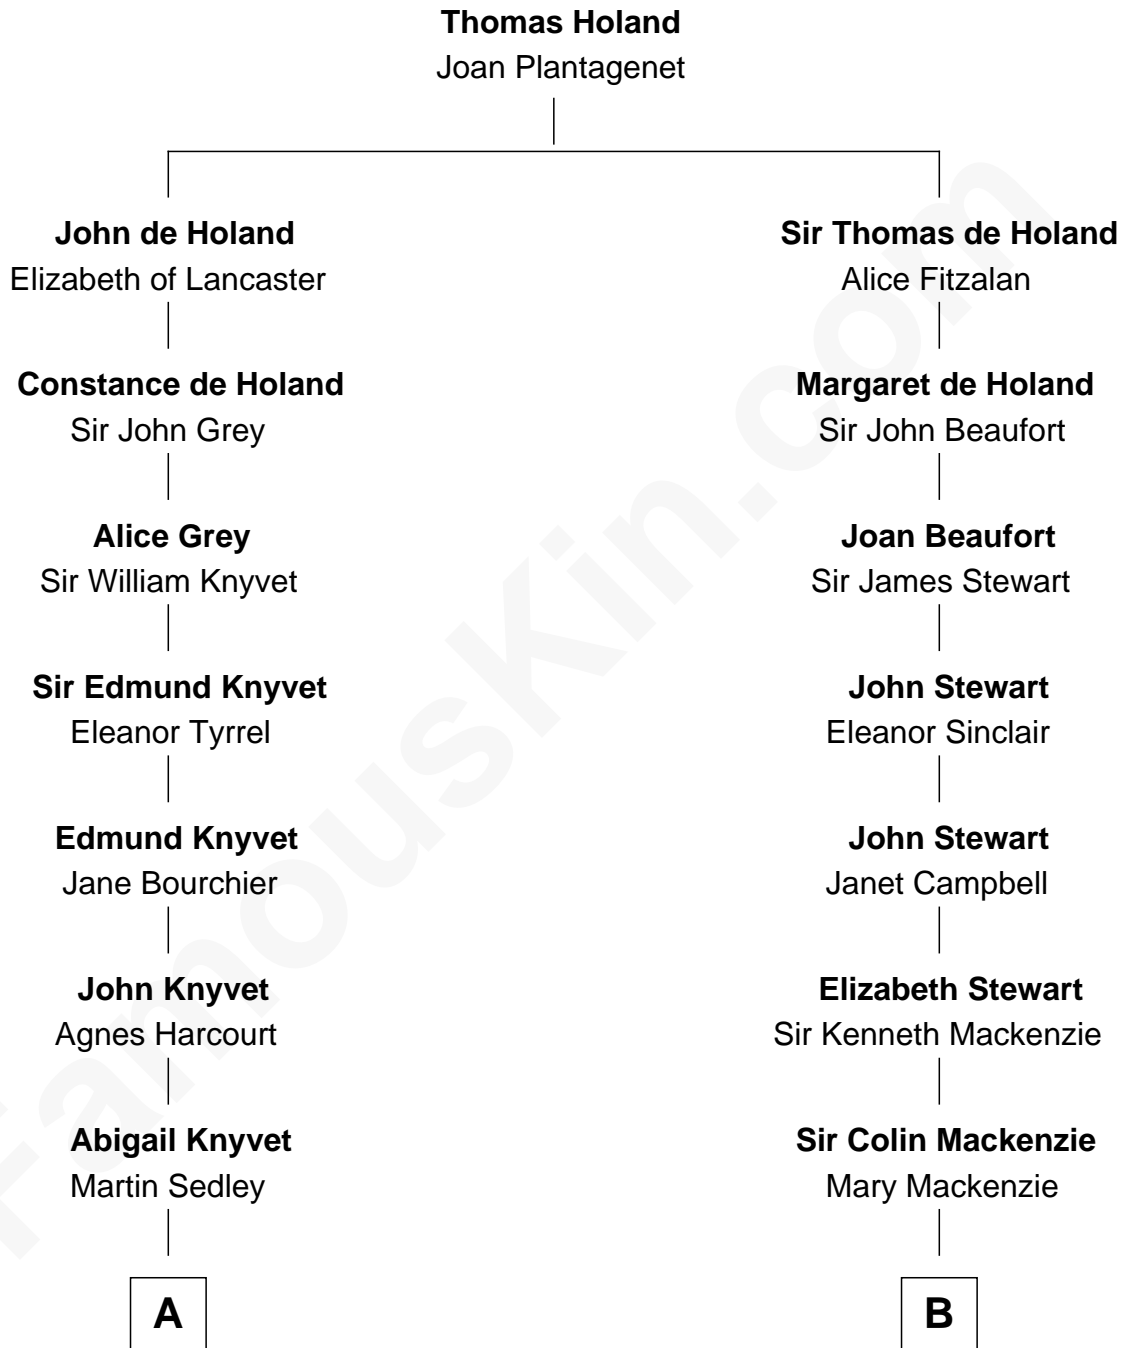 Thomas Holand
Joan Plantagenet
John de Holand
Elizabeth of Lancaster
Constance de Holand
Sir John Grey
Alice Grey
Sir William Knyvet
Sir Edmund Knyvet
Eleanor Tyrrel
Edmund Knyvet
Jane Bourchier
John Knyvet
Agnes Harcourt
Abigail Knyvet
Martin Sedley
A
Sir Thomas de Holand
Alice Fitzalan
Margaret de Holand
Sir John Beaufort
Joan Beaufort
Sir James Stewart
John Stewart
Eleanor Sinclair
John Stewart
Janet Campbell
Elizabeth Stewart
Sir Kenneth Mackenzie
Sir Colin Mackenzie
Mary Mackenzie
B
FamousKin.com